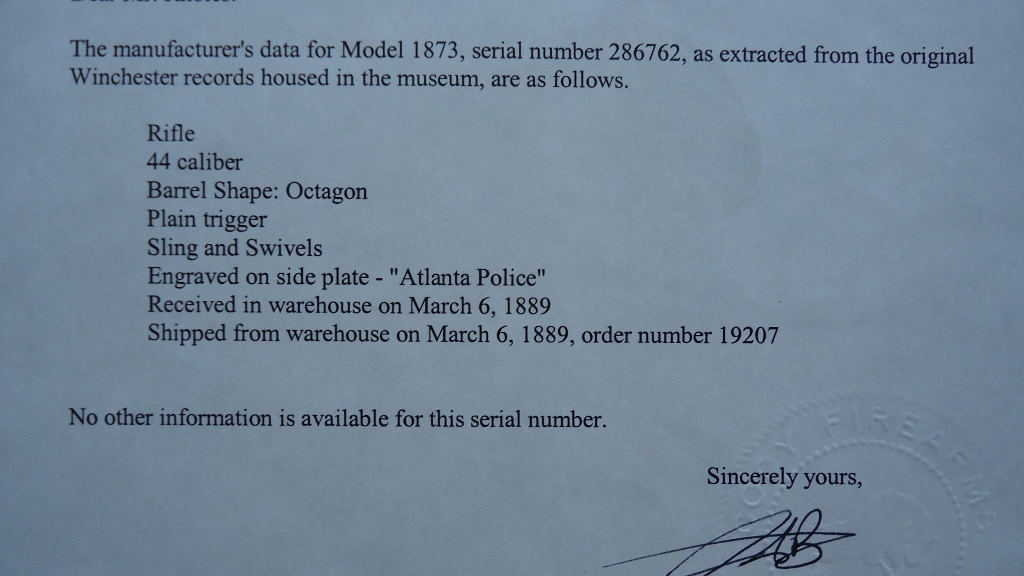 The manufacturer's data for Model 1873, serial number 286762, as extracted from the original
Winchester records housed in the museum, are as follows.
Rifle
44 caliber
Barrel Shape: Octagon
Plain trigger
Sling and Swivels
Engraved on side plate - "Atlanta Police"
Received in warehouse on March 6, 1889
Shipped from warehouse on March 6, 1889, order number 19207
No other information is available for this serial number.
FIREARMS
Sincerely yours,